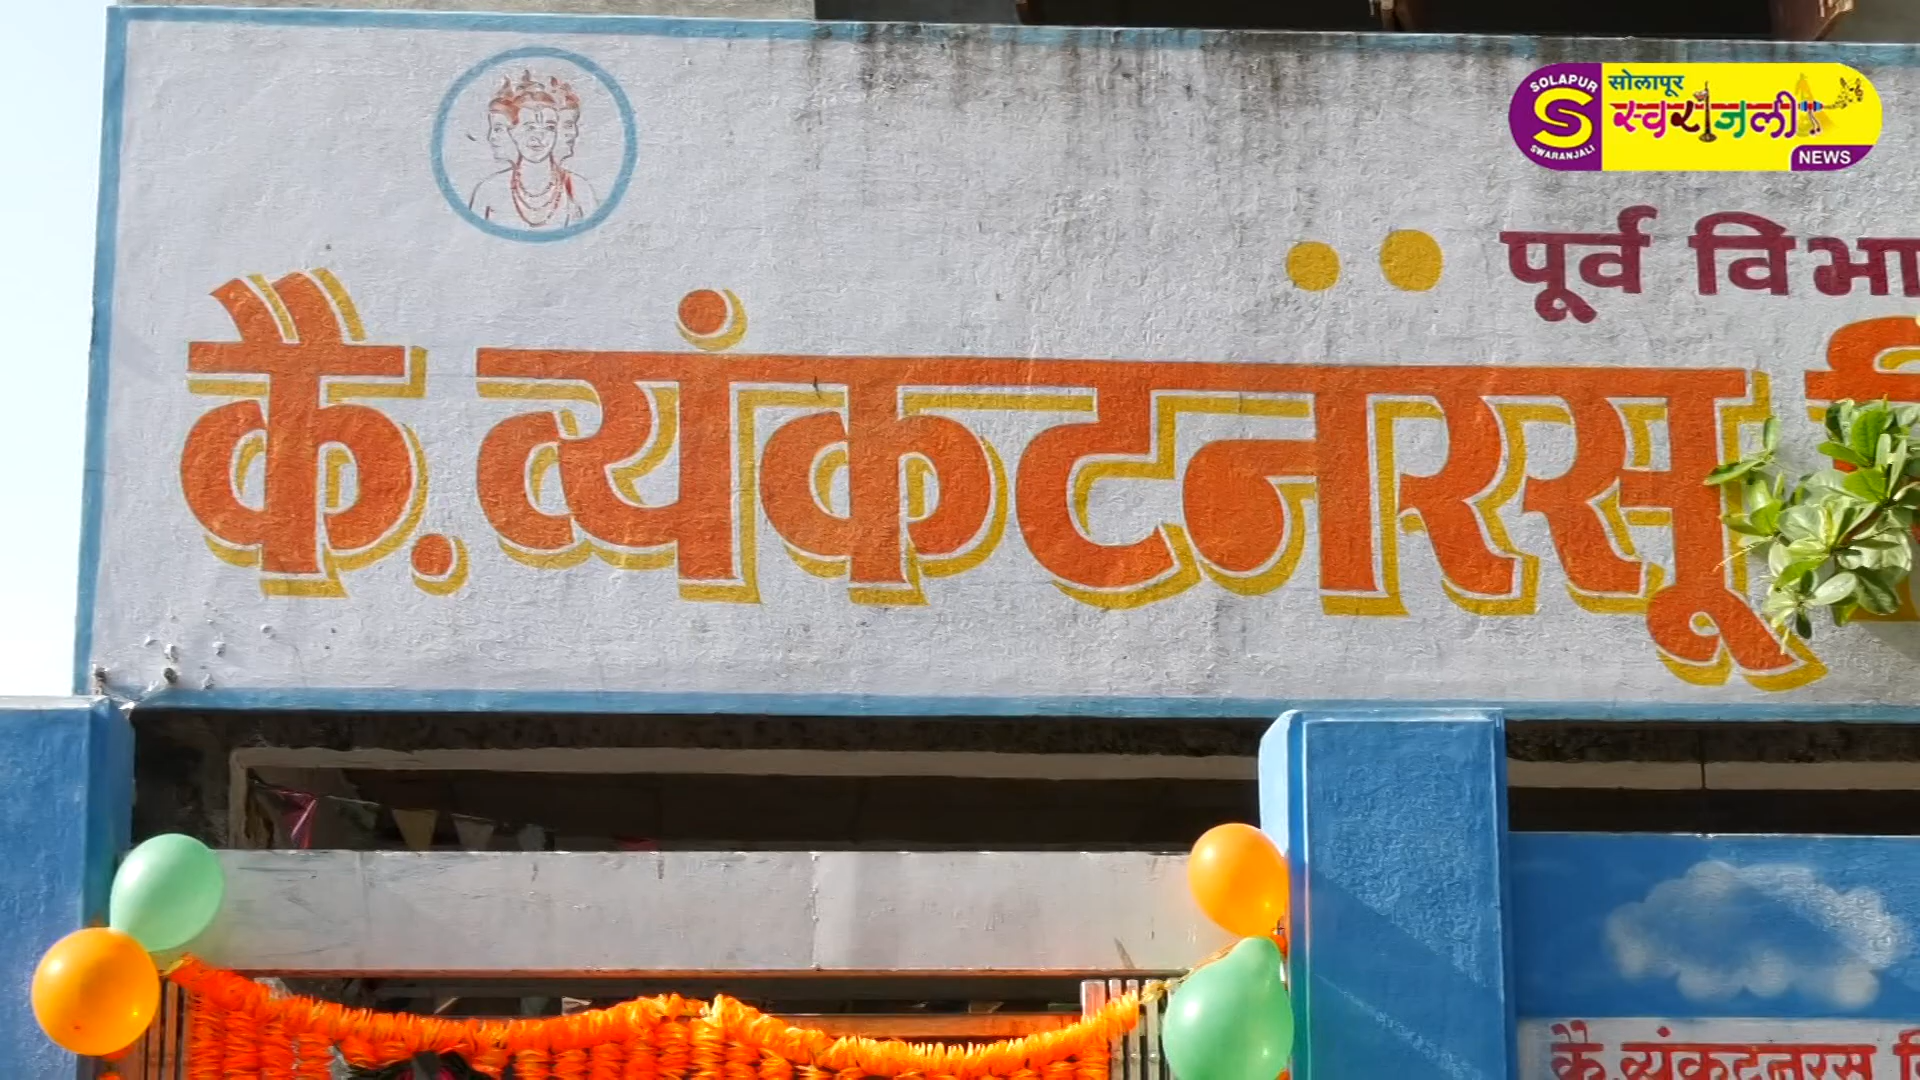 SOLAPUR
S
SWARANJALI
सोलापूर
स्वरांजली
NEWS
पूर्व विभा
कै. व्यंकटनरसू
कै.व्यंकटनरसू